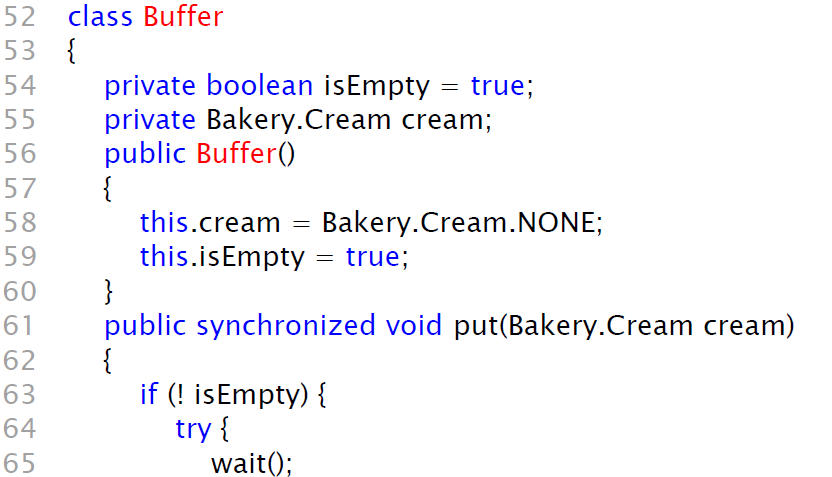 52 class Buffer
53 {
54 private boolean isEmpty = true;
55 private Bakery.Cream cream;
56 public Buffer()
57 {
58 this.cream = Bakery.Cream.NONE;
59 this.isEmpty = true;
60 }
61 public synchronized void put(Bakery.Cream cream)
62 {
63 if (! isEmpty) {
64 try {
65 wait();